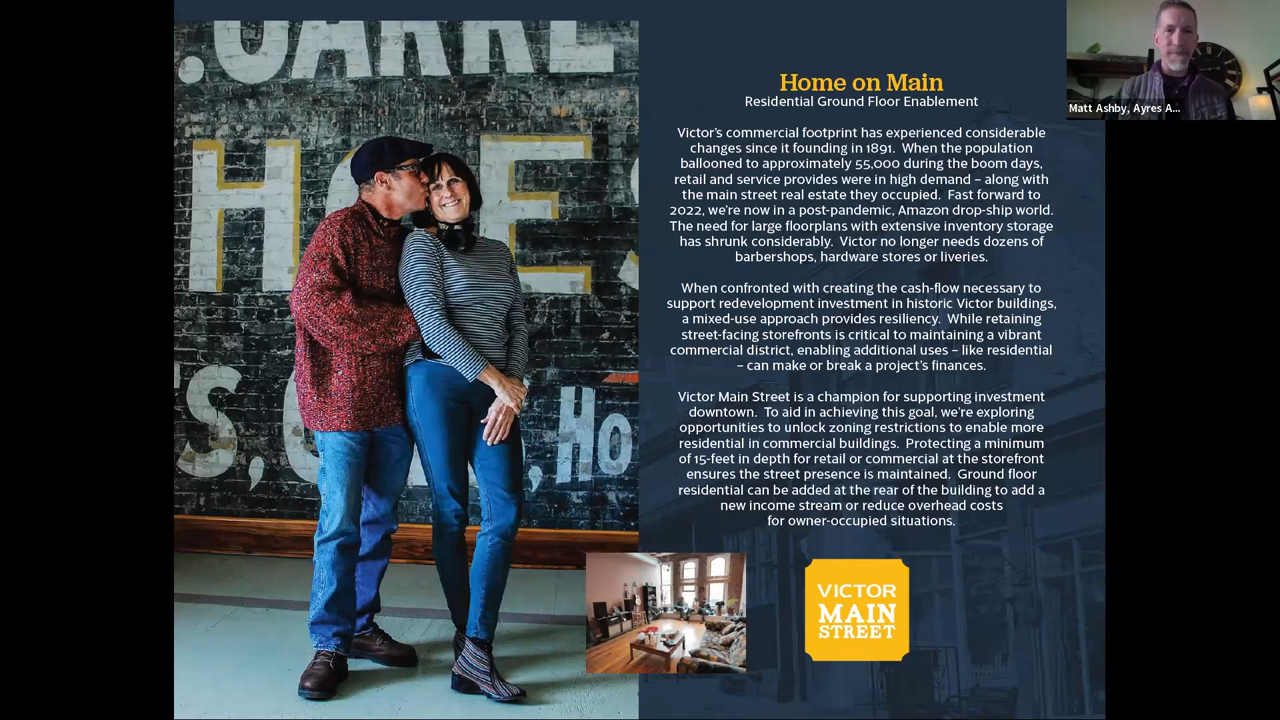 .CARRE
HOES
'S,
,HO
Home on Main
Residential Ground Floor Enablement
Victor's commercial footprint has experienced considerable
changes since it founding in 1891. When the population
ballooned to approximately 55,000 during the boom days,
retail and service provides were in high demand – along with
the main street real estate they occupied. Fast forward to
2022, we're now in a post-pandemic, Amazon drop-ship world.
The need for large floorplans with extensive inventory storage
has shrunk considerably. Victor no longer needs dozens of
barbershops, hardware stores or liveries.
When confronted with creating the cash-flow necessary to
support redevelopment investment in historic Victor buildings,
a mixed-use approach provides resiliency. While retaining
street-facing storefronts is critical to maintaining a vibrant
commercial district, enabling additional uses – like residential
– can make or break a project's finances.
Victor Main Street is a champion for supporting investment
downtown. To aid in achieving this goal, we're exploring
opportunities to unlock zoning restrictions to enable more
residential in commercial buildings. Protecting a minimum
of 15-feet in depth for retail or commercial at the storefront
ensures the street presence is maintained. Ground floor
residential can be added at the rear of the building to add a
new income stream or reduce overhead costs
for owner-occupied situations.
VICTOR
MAIN
STREET
Matt Ashby, Ayres A...